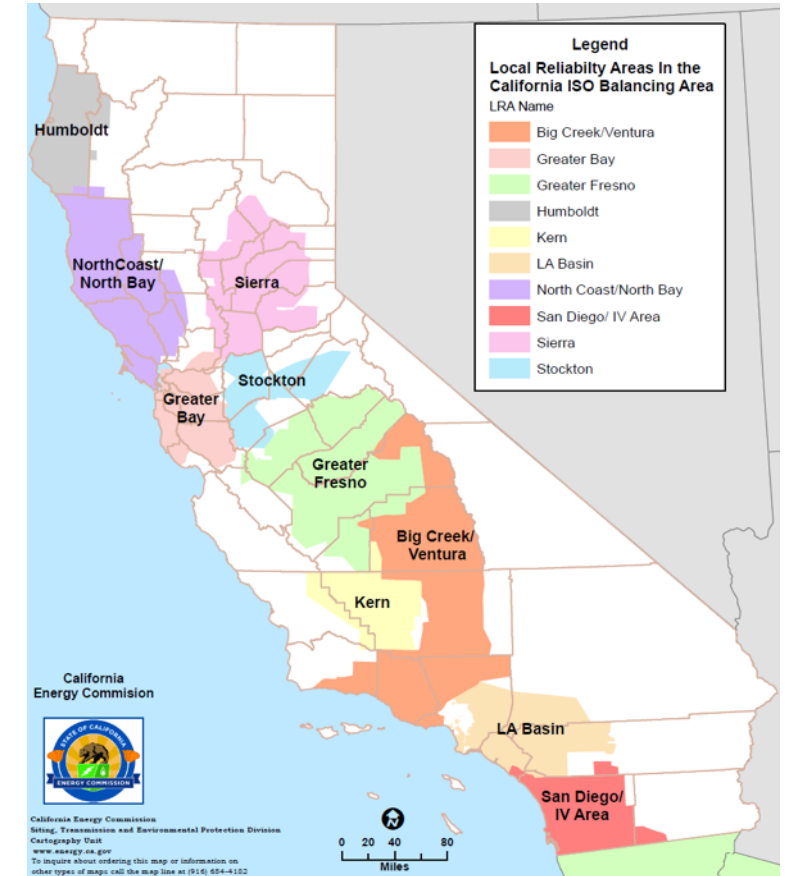 Legend
Local Reliabilty Areas In the
California ISO Balancing Area
LRA Name
Big Creek/Ventura
Greater Bay
Greater Fresno
Humboldt
Kern
LA Basin
North Coast/North Bay
San Diego/ IV Area
Sierra
Stockton
Humboldt
NorthCoast/
North Bay
Sierra
Stockton
Greater
Bay
Greater
Fresno
Big Creek/
Ventura
Kern
LA Basin
San Diego/
IV Area
California
Energy Commision
STATE OF CALIFORNIA
ENERGY COMMISSION
California Energy Commission
Siting, Transmission and Environmental Protection Division
Cartography Unit
www.energy.ca.gov
To inquire about ordering this map or information on
other types of maps call the map line at (916) 654-4182
0 20 40 80
Miles